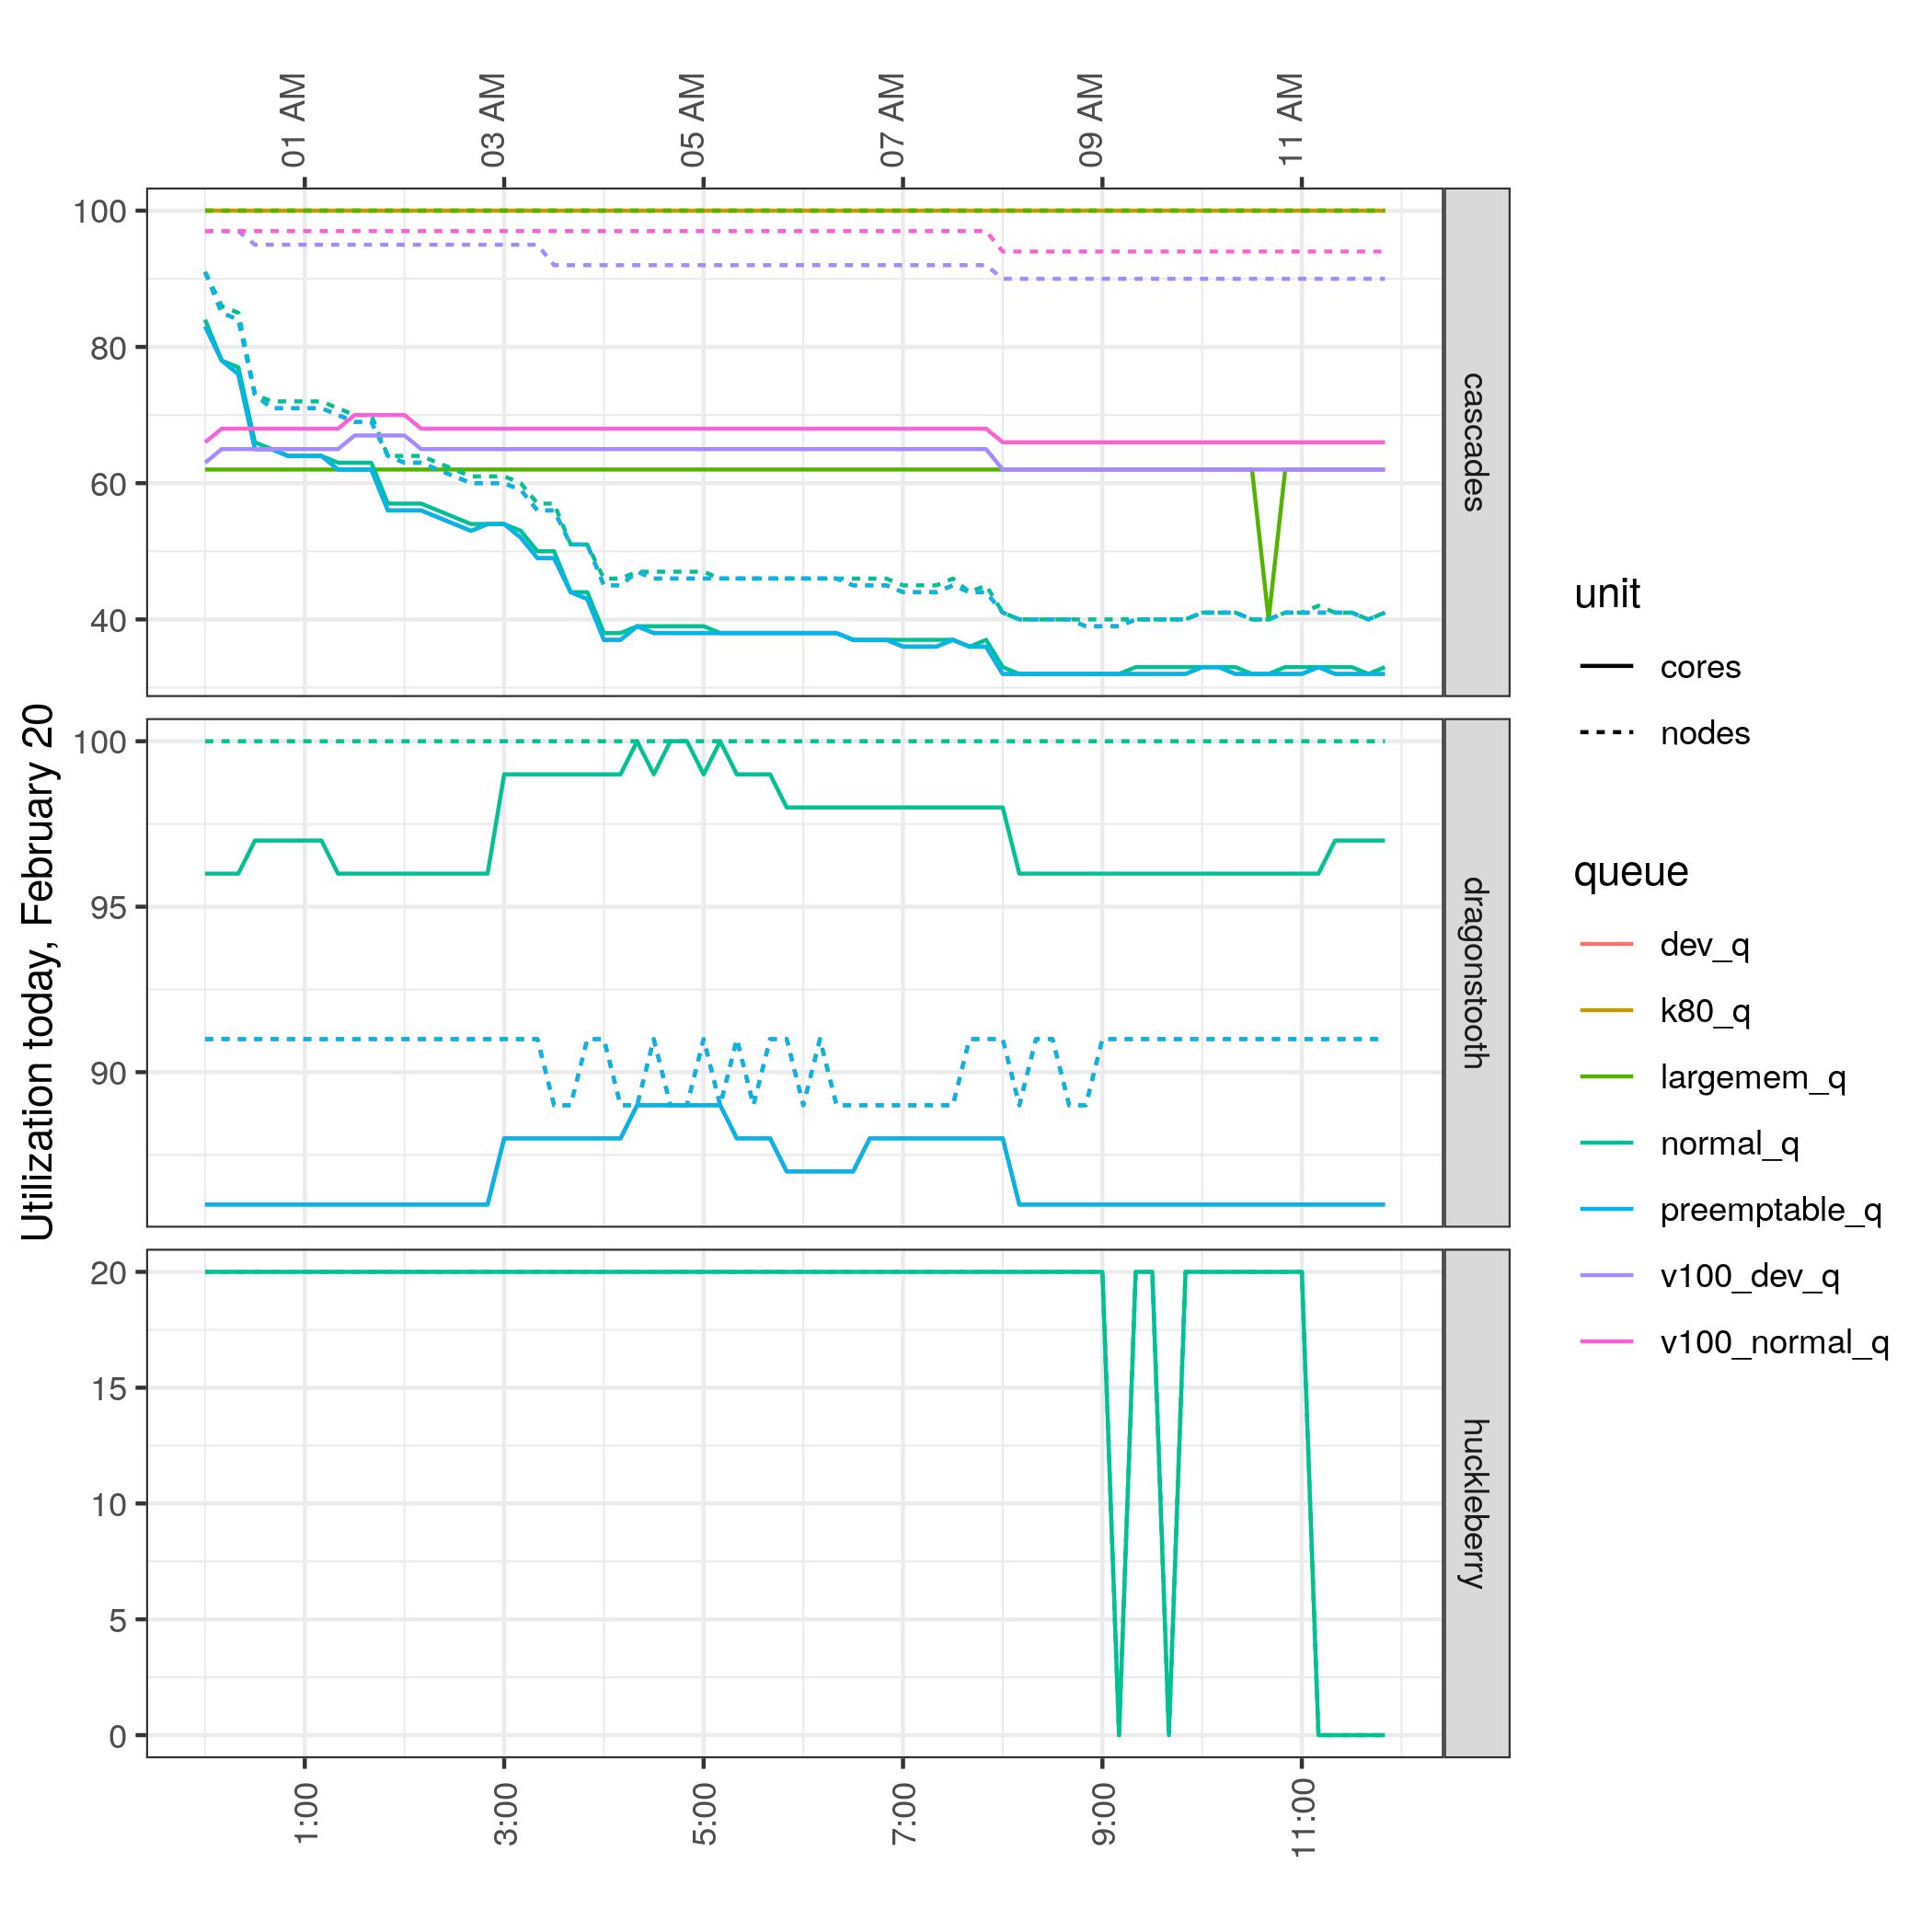 01 AM
03 AM
05 AM
07 AM
09 AM
11 AM
Utilization today, February 20
100
80
60
40
cascades
100
95
90
dragonstooth
20
15
10
5
0
huckleberry
1:00
3:00
5:00
7:00
9:00
11:00
unit
cores
nodes
queue
dev_q
k80_q
largemem_q
normal_q
preemptable_q
v100_dev_q
v100_normal_q